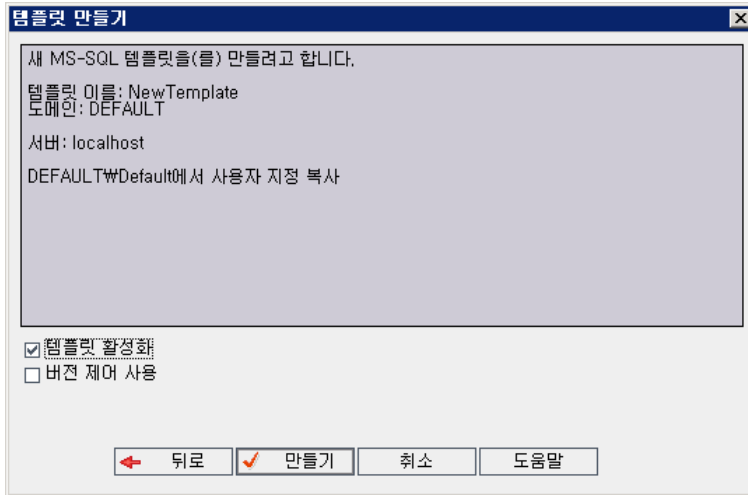 템플릿 만들기
새 MS-SQL 템플릿을(를) 만들려고 합니다.
템플릿 이름: NewTemplate
도메인: DEFAULT
서버: localhost
DEFAULT₩Default에서 사용자 지정 복사
템플릿 활성화
버전 제어 사용
뒤로 만들기 취소 도움말